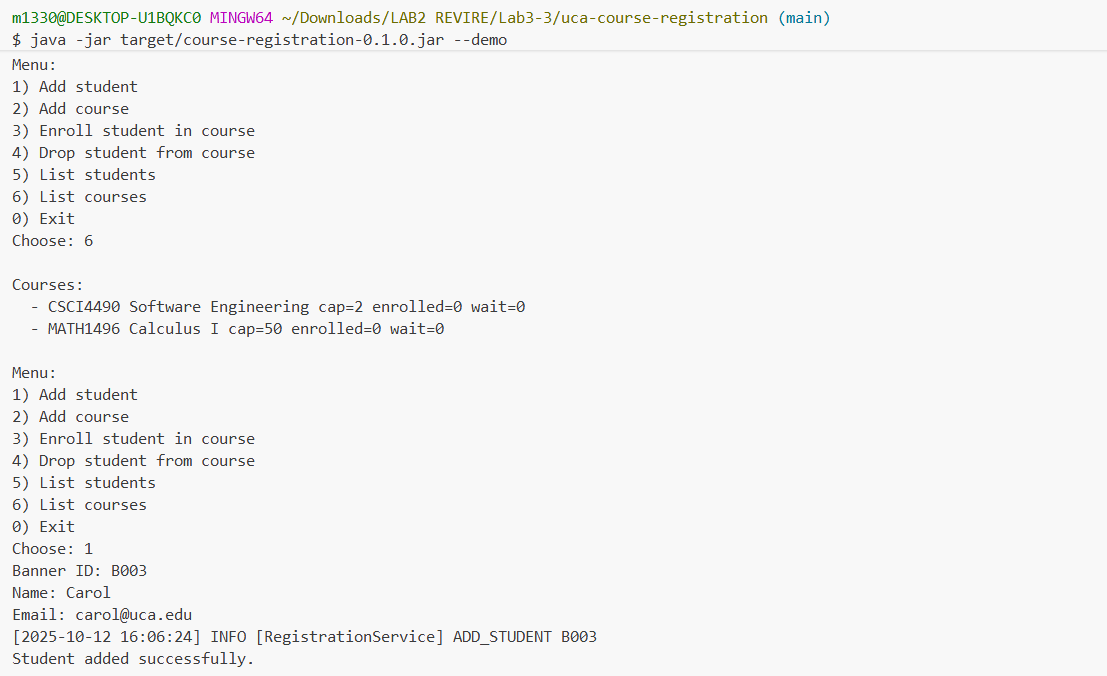 m1330@DESKTOP-U1BQKC0 MINGW64 ~/Downloads/LAB2 REVIRE/Lab3-3/uca-course-registration (main)
$ java -jar target/course-registration-0.1.0.jar --demo
Menu:
1) Add student
2) Add course
3) Enroll student in course
4) Drop student from course
5) List students
6) List courses
0) Exit
Choose: 6
Courses:
- CSCI4490 Software Engineering cap=2 enrolled=0 wait=0
- MATH1496 Calculus I cap=50 enrolled=0 wait=0
Menu:
1) Add student
2) Add course
3) Enroll student in course
4) Drop student from course
5) List students
6) List courses
0) Exit
Choose: 1
Banner ID: B003
Name: Carol
Email: carol@uca.edu
[2025-10-12 16:06:24] INFO [RegistrationService] ADD_STUDENT B003
Student added successfully.